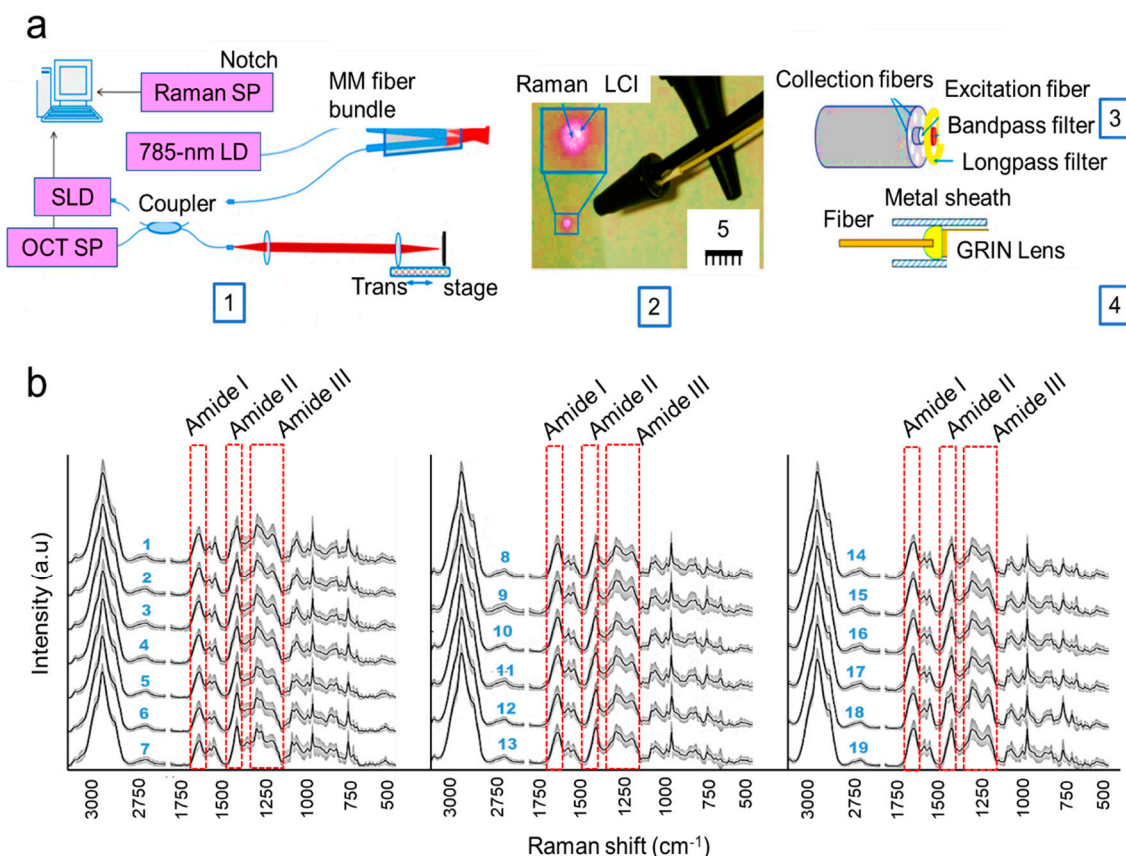 a
Notch
Raman SP
MM fiber
bundle
785-nm LD
SLD
Coupler
OCT SP
Trans stage
1
Raman LCI
5
2
Collection fibers
Excitation fiber
Bandpass filter
3
Longpass filter
Metal sheath
Fiber
GRIN Lens
4
b
Amide I
Amide II
Amide III
Amide I
Amide II
Amide III
Amide I
Amide II
Amide III
Intensity (a.u)
1
2
3
4
5
6
7
8
9
10
11
12
13
14
15
16
17
18
19
3000 2750 1750 1500 1250 1000 750 500
3000 2750 1750 1500 1250 1000 750 500
3000 2750 1750 1500 1250 1000 750 500
Raman shift (cm⁻¹)